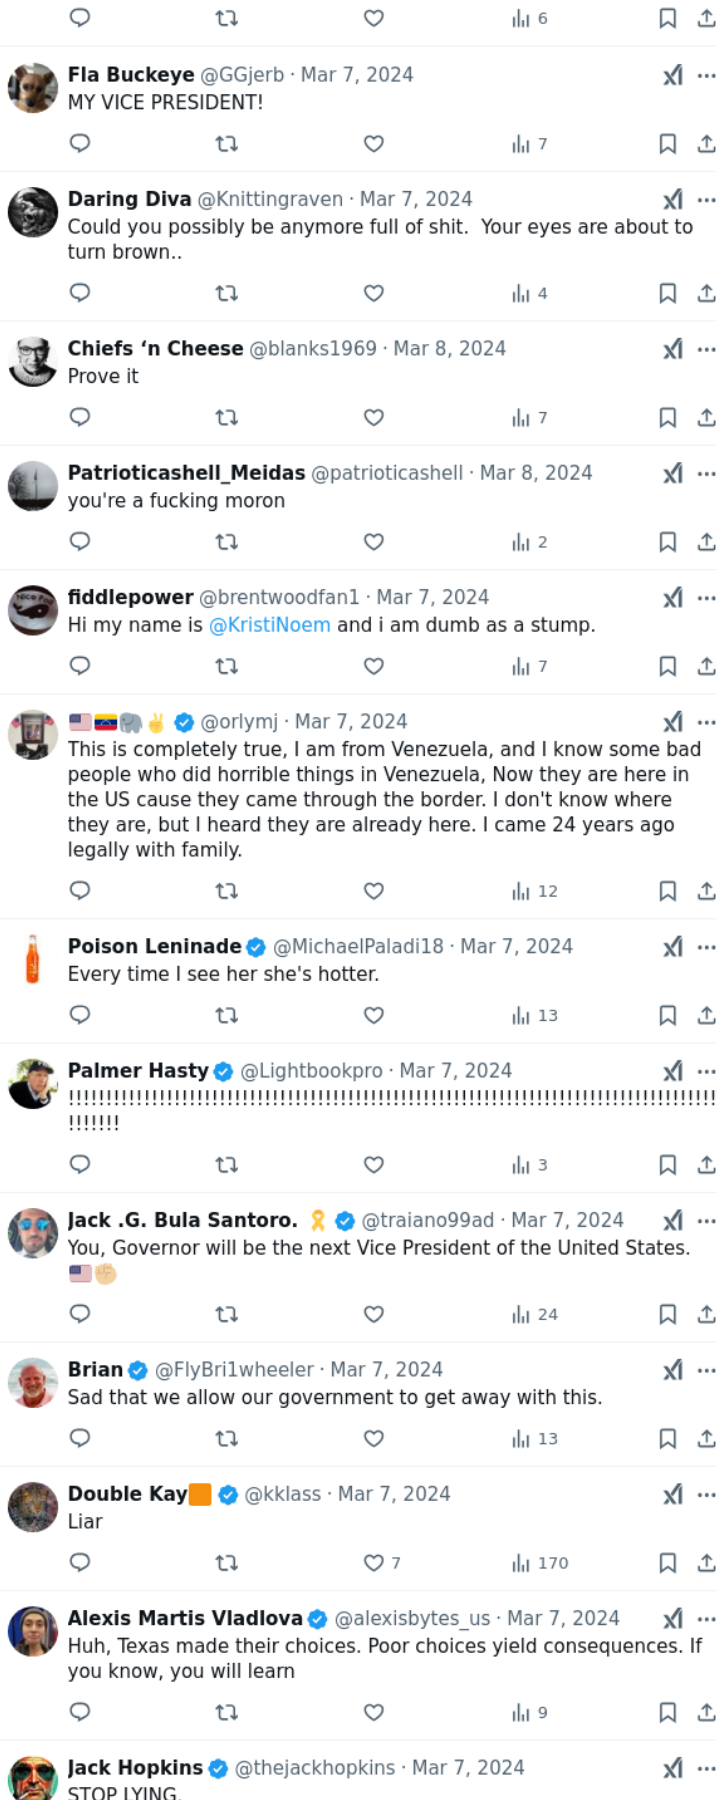 6
Fla Buckeye @GGjerb · Mar 7, 2024
MY VICE PRESIDENT!
7
Daring Diva @Knittingraven · Mar 7, 2024
Could you possibly be anymore full of shit.  Your eyes are about to
turn brown..
4
Chiefs ‘n Cheese @blanks1969 · Mar 8, 2024
Prove it
7
Patrioticashell_Meidas @patrioticashell · Mar 8, 2024
you're a fucking moron
2
fiddlepower @brentwoodfan1 · Mar 7, 2024
Hi my name is @KristiNoem and i am dumb as a stump.
7
🇺🇸🇻🇪🐘✌️ @orlymj · Mar 7, 2024
This is completely true, I am from Venezuela, and I know some bad
people who did horrible things in Venezuela, Now they are here in
the US cause they came through the border. I don't know where
they are, but I heard they are already here. I came 24 years ago
legally with family.
12
Poison Leninade @MichaelPaladi18 · Mar 7, 2024
Every time I see her she's hotter.
13
Palmer Hasty @Lightbookpro · Mar 7, 2024
!!!!!!!!!!!!!!!!!!!!!!!!!!!!!!!!!!!!!!!!!!!!!!!!!!!!!!!!!!!!!!!!!!!!!!!!!!!!!!!!!!!!!!
!!!!!!!
3
Jack .G. Bula Santoro. 🎗️ @traiano99ad · Mar 7, 2024
You, Governor will be the next Vice President of the United States.
🇺🇸✊🏼
24
Brian @FlyBri1wheeler · Mar 7, 2024
Sad that we allow our government to get away with this.
13
Double Kay🟧 @kklass · Mar 7, 2024
Liar
7 170
Alexis Martis Vladlova @alexisbytes_us · Mar 7, 2024
Huh, Texas made their choices. Poor choices yield consequences. If
you know, you will learn
9
Jack Hopkins @thejackhopkins · Mar 7, 2024
STOP LYING.